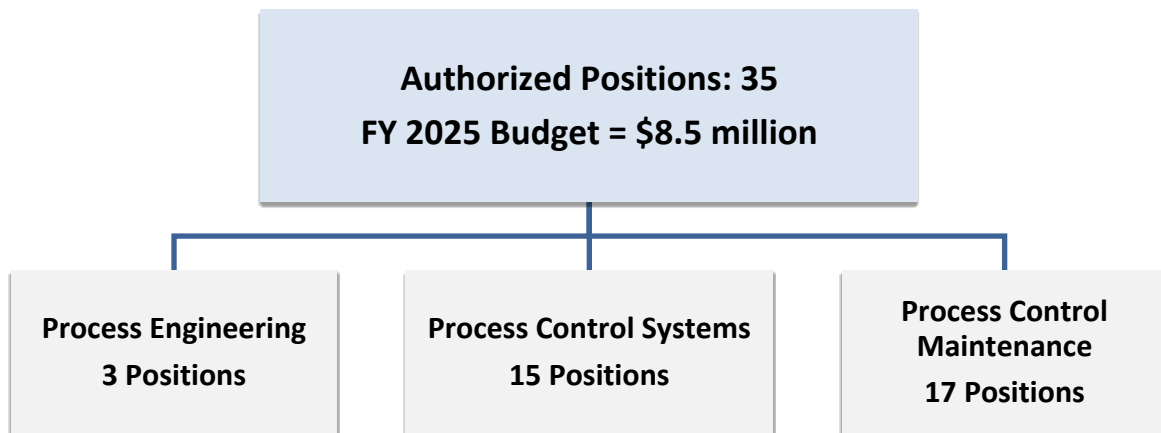 Authorized Positions: 35
FY 2025 Budget = $8.5 million
Process Engineering
3 Positions
Process Control Systems
15 Positions
Process Control
Maintenance
17 Positions